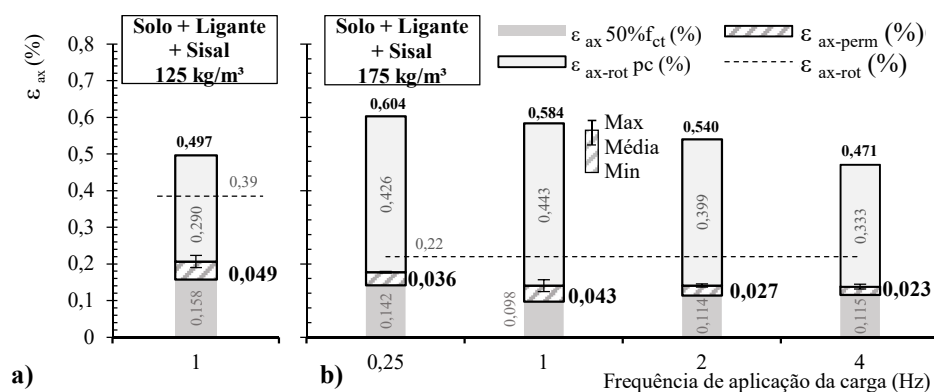 Solo + Ligante
+ Sisal
125 kg/m³
Solo + Ligante
+ Sisal
175 kg/m³
ε ax 50%fct (%)
ε ax-perm (%)
ε ax-rot pc (%)
ε ax-rot (%)
ε ax (%)
0,8
0,7
0,6
0,5
0,4
0,3
0,2
0,1
0
0,497
0,39
0,290
0,049
0,158
0,604
0,426
0,22
0,036
0,142
0,584
0,443
0,043
0,098
Max
Média
Min
0,540
0,399
0,027
0,114
0,471
0,333
0,023
0,115
a)
1
b)
0,25
1
2
4
Frequência de aplicação da carga (Hz)